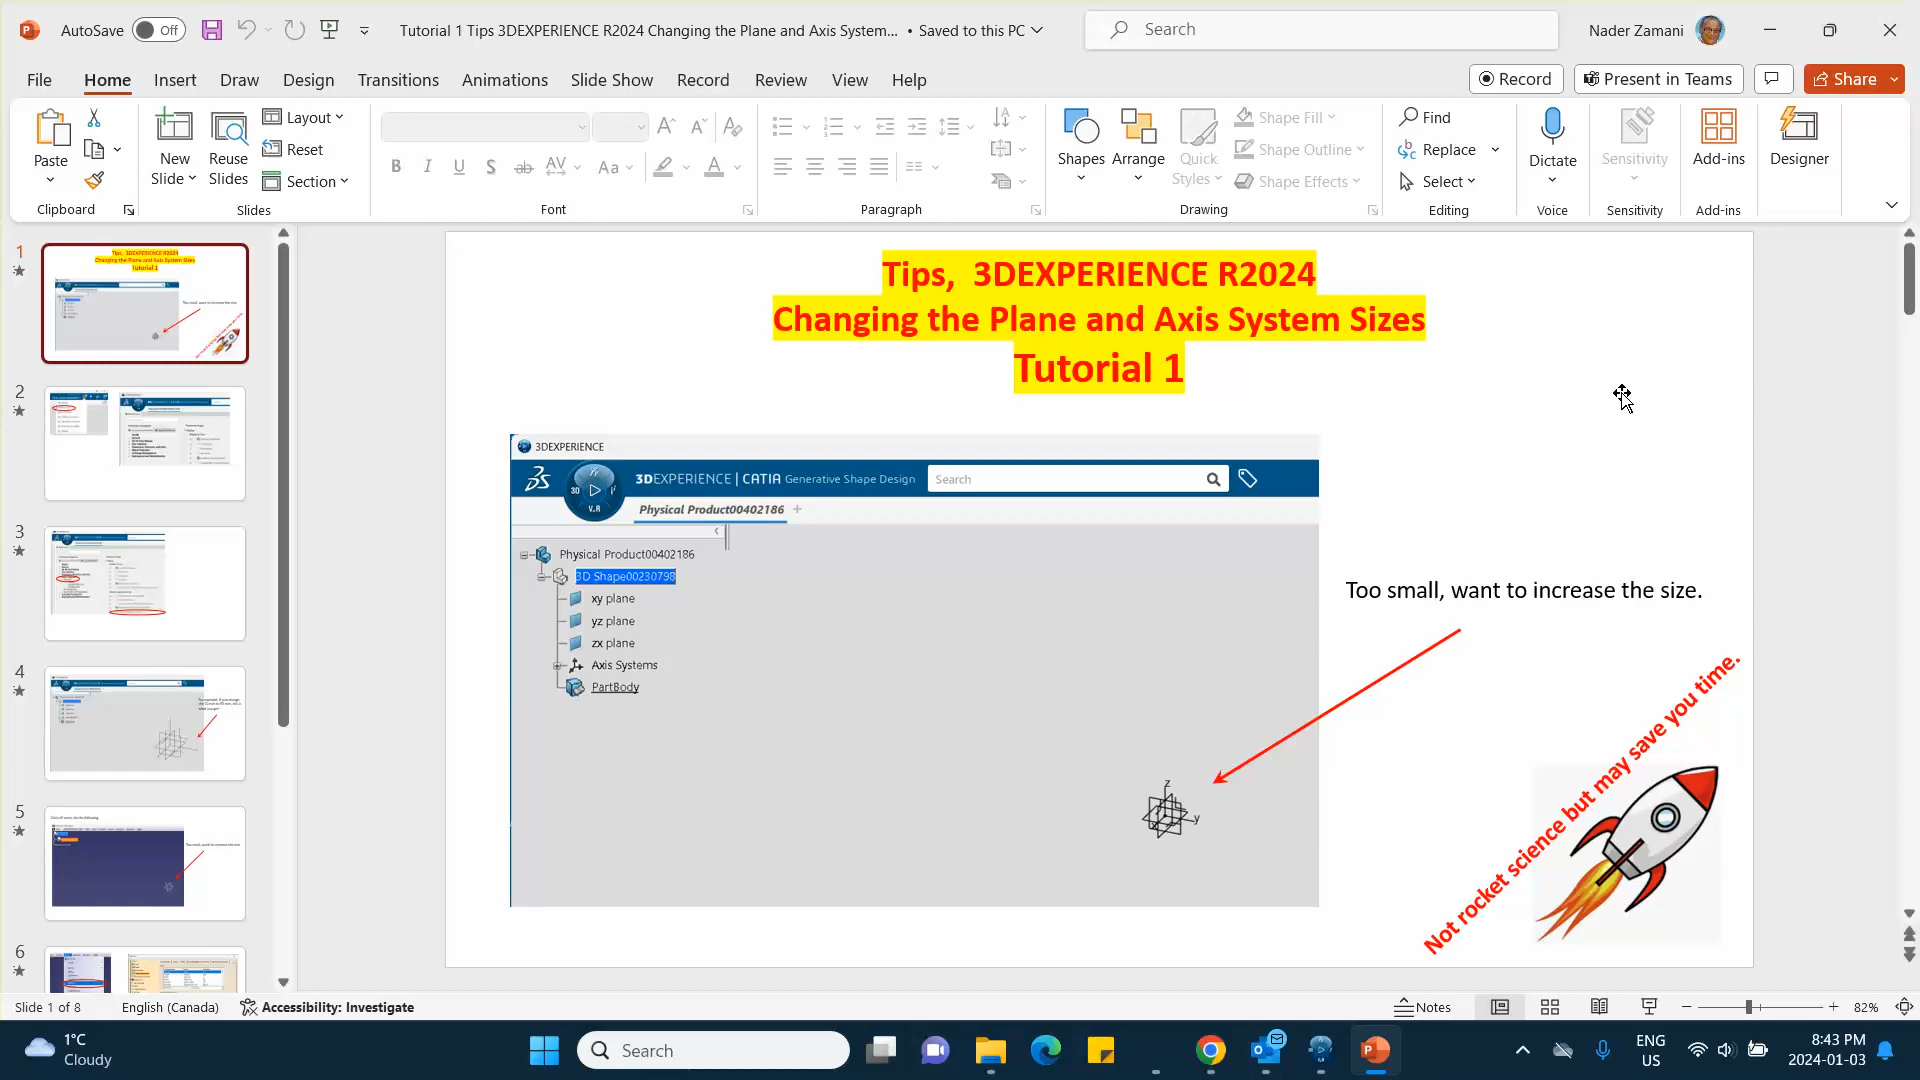 AutoSave Off
Tutorial 1 Tips 3DEXPERIENCE R2024 Changing the Plane and Axis System... • Saved to this PC
Search
Nader Zamani
File Home Insert Draw Design Transitions Animations Slide Show Record Review View Help
Record Present in Teams Share
Paste
New Slide
Reuse Slides
Layout
Reset
Section
Shapes Arrange Quick Styles
Shape Fill
Shape Outline
Shape Effects
Find
Replace
Select
Dictate
Sensitivity
Add-ins
Designer
Clipboard Slides Font Paragraph Drawing Editing Voice Sensitivity Add-ins
1
2
3
4
5
6
Tips, 3DEXPERIENCE R2024
Changing the Plane and Axis System Sizes
Tutorial 1
3DEXPERIENCE
3DEXPERIENCE | CATIA Generative Shape Design
Search
3D V.R
Physical Product00402186 +
Physical Product00402186
3D Shape00230798
xy plane
yz plane
zx plane
Axis Systems
PartBody
z
y
Too small, want to increase the size.
Not rocket science but may save you time.
Slide 1 of 8
English (Canada)
Accessibility: Investigate
Notes
82%
1°C
Cloudy
Search
ENG
US
8:43 PM
2024-01-03